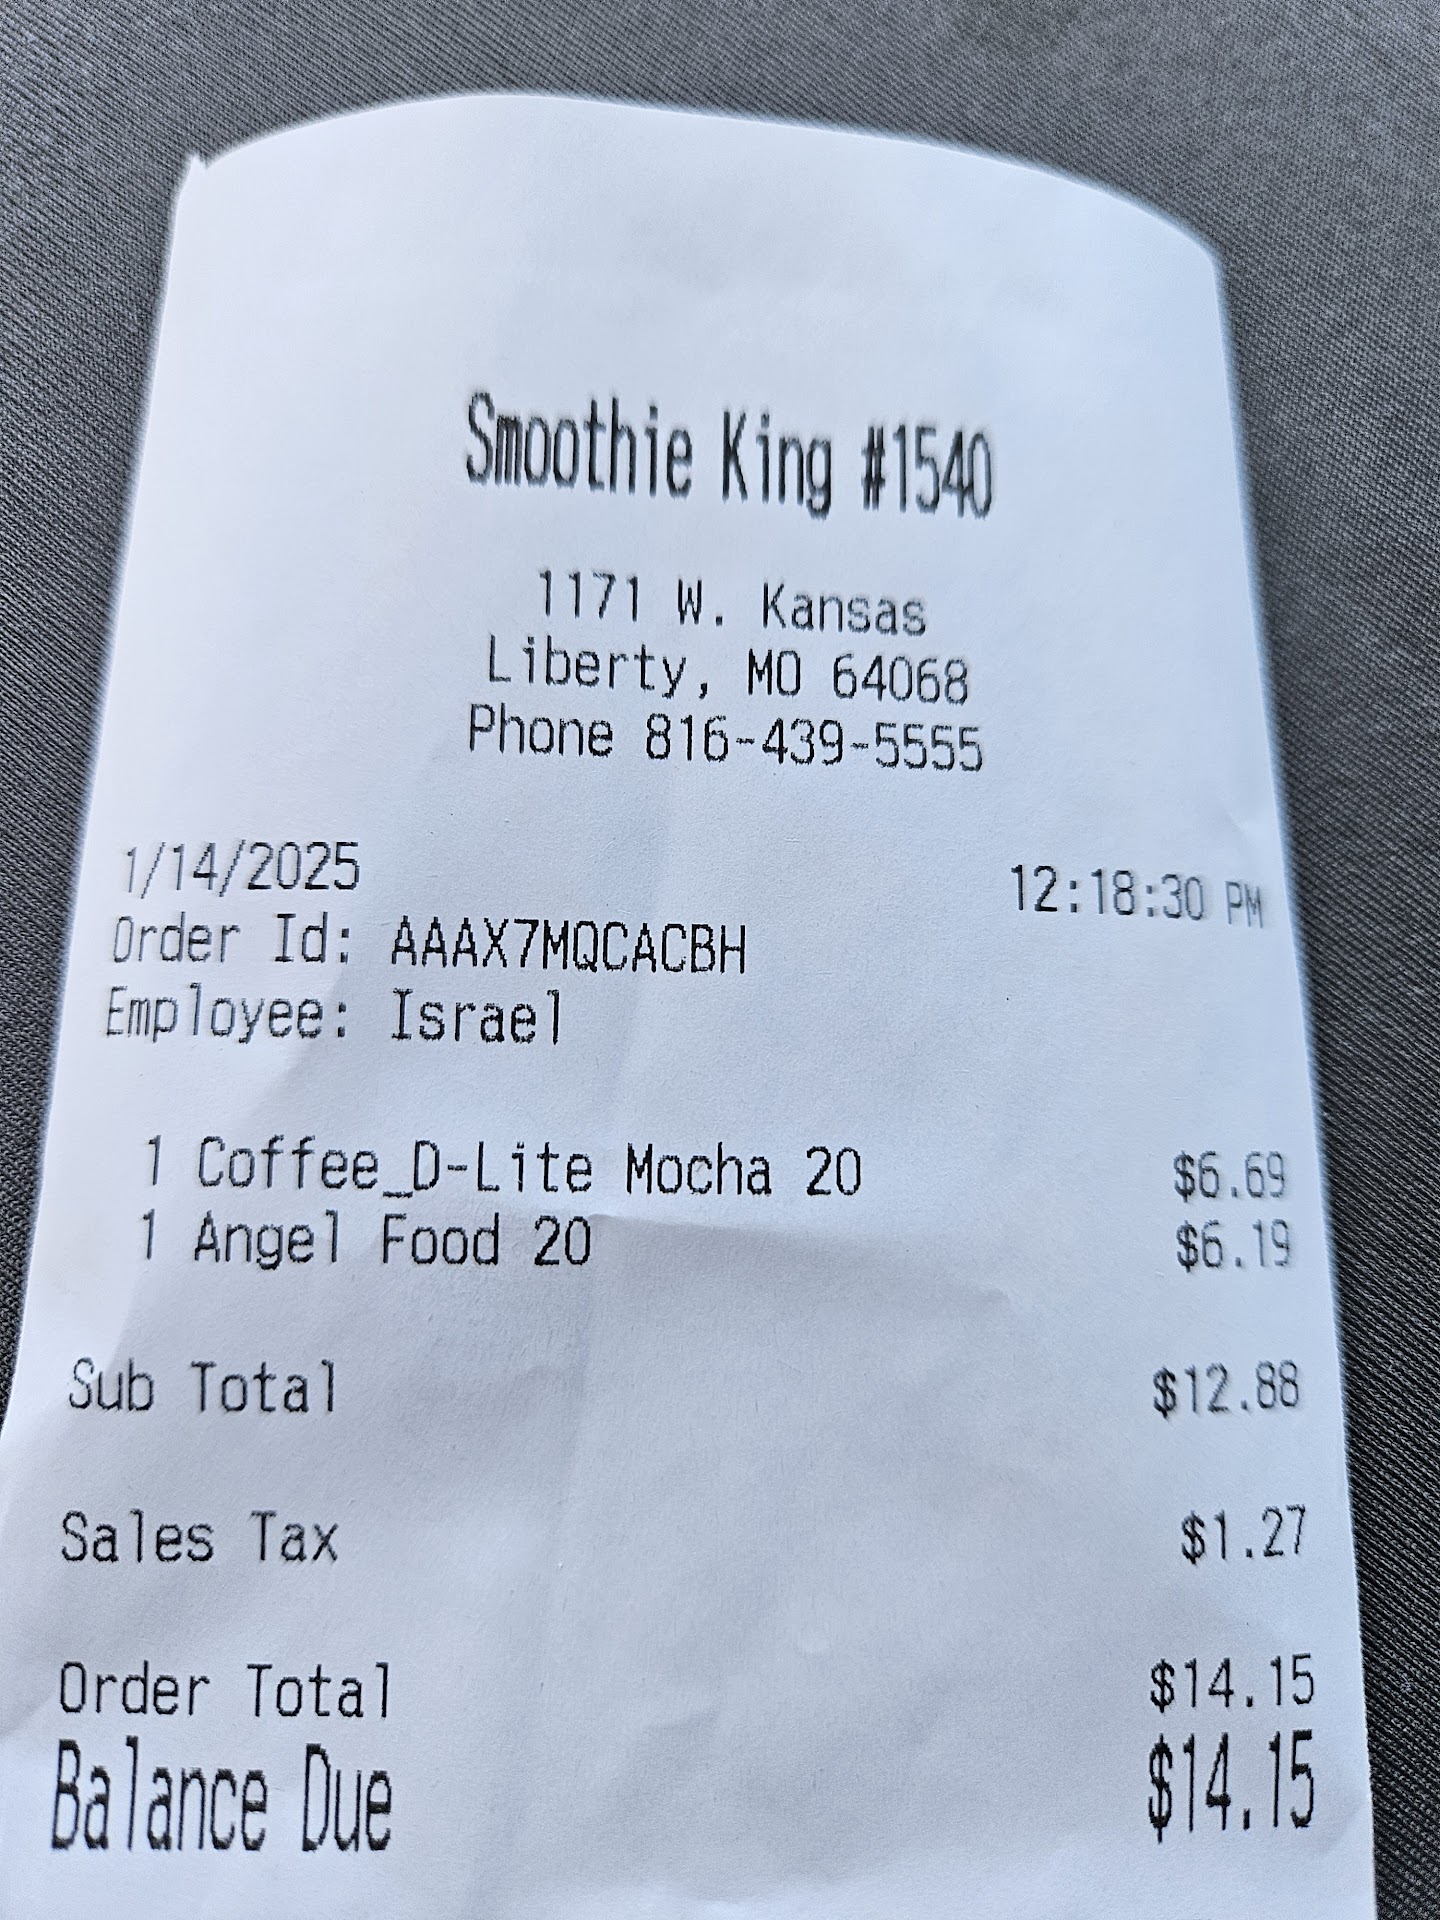 Smoothie King #1540
1171 W. Kansas
Liberty, MO 64068
Phone 816-439-5555
1/14/2025 12:18:30 PM
Order Id: AAAX7MQCACBH
Employee: Israel
1 Coffee_D-Lite Mocha 20 $6.69
1 Angel Food 20 $6.19
Sub Total $12.88
Sales Tax $1.27
Order Total $14.15
Balance Due $14.15